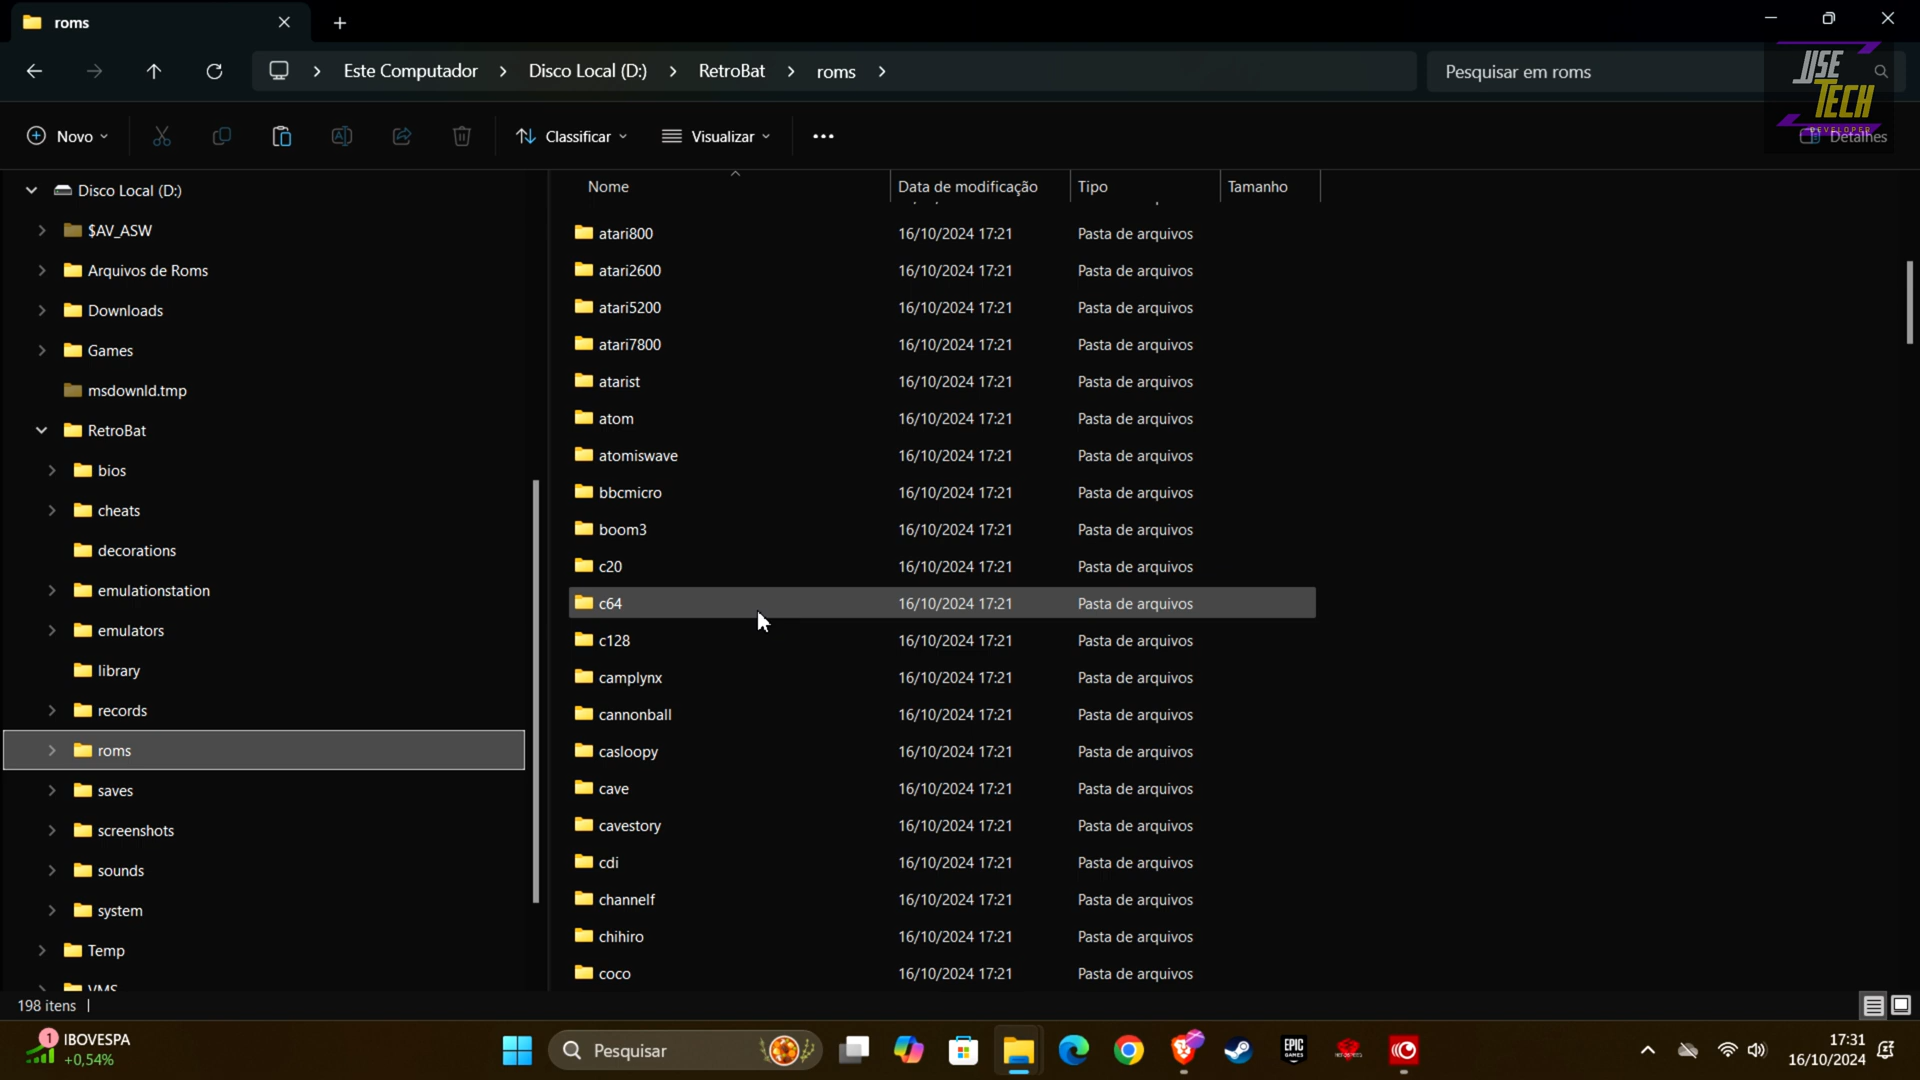 roms
Este Computador
Disco Local (D:)
RetroBat
roms
Pesquisar em roms
JJSE
TECH
DEVELOPER
Novo
Classificar
Visualizar
Detalhes
Disco Local (D:)
$AV_ASW
Arquivos de Roms
Downloads
Games
msdownld.tmp
RetroBat
bios
cheats
decorations
emulationstation
emulators
library
records
roms
saves
screenshots
sounds
system
Temp
VMS
Nome Data de modificação Tipo Tamanho
atari800 16/10/2024 17:21 Pasta de arquivos
atari2600 16/10/2024 17:21 Pasta de arquivos
atari5200 16/10/2024 17:21 Pasta de arquivos
atari7800 16/10/2024 17:21 Pasta de arquivos
atarist 16/10/2024 17:21 Pasta de arquivos
atom 16/10/2024 17:21 Pasta de arquivos
atomiswave 16/10/2024 17:21 Pasta de arquivos
bbcmicro 16/10/2024 17:21 Pasta de arquivos
boom3 16/10/2024 17:21 Pasta de arquivos
c20 16/10/2024 17:21 Pasta de arquivos
c64 16/10/2024 17:21 Pasta de arquivos
c128 16/10/2024 17:21 Pasta de arquivos
camplynx 16/10/2024 17:21 Pasta de arquivos
cannonball 16/10/2024 17:21 Pasta de arquivos
casloopy 16/10/2024 17:21 Pasta de arquivos
cave 16/10/2024 17:21 Pasta de arquivos
cavestory 16/10/2024 17:21 Pasta de arquivos
cdi 16/10/2024 17:21 Pasta de arquivos
channelf 16/10/2024 17:21 Pasta de arquivos
chihiro 16/10/2024 17:21 Pasta de arquivos
coco 16/10/2024 17:21 Pasta de arquivos
198 itens
1
IBOVESPA
+0,54%
Pesquisar
EPIC
GAMES
17:31
16/10/2024